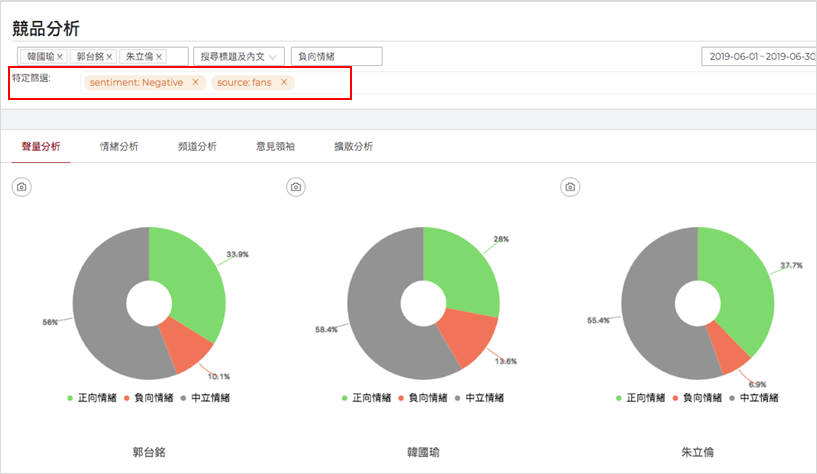 競品分析
韓國瑜 × 郭台銘 × 朱立倫 × 搜尋標題及內文 負向情緒 2019-06-01 ~ 2019-06-30
特定篩選: sentiment: Negative × source: fans ×
聲量分析 情緒分析 頻道分析 意見領袖 擴散分析
33.9% 28% 37.7%
56% 58.4% 55.4%
10.1% 13.6% 6.9%
正向情緒 負向情緒 中立情緒 正向情緒 負向情緒 中立情緒 正向情緒 負向情緒 中立情緒
郭台銘 韓國瑜 朱立倫